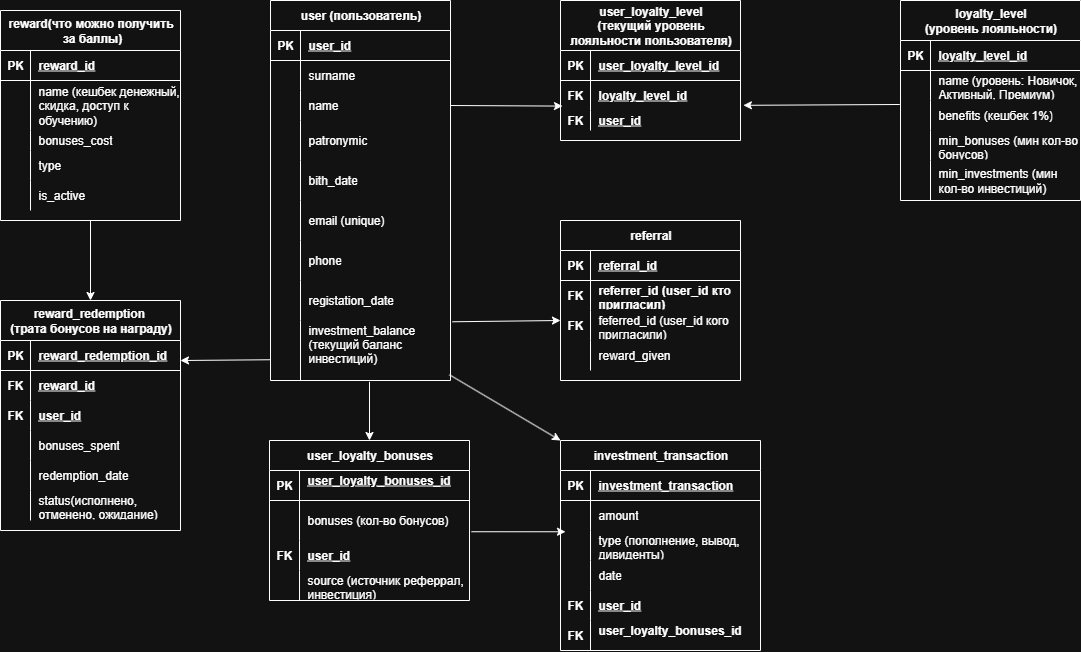 reward(что можно получить
за баллы)
PK reward_id
name (кешбек денежный,
скидка, доступ к
обучению)
bonuses_cost
type
is_active
user (пользователь)
PK user_id
surname
name
patronymic
bith_date
email (unique)
phone
registation_date
investment_balance
(текущий баланс
инвестиций)
user_loyalty_level
(текущий уровень
лояльности пользователя)
PK user_loyalty_level_id
FK loyalty_level_id
FK user_id
loyalty_level
(уровень лояльности)
PK loyalty_level_id
name (уровень: Новичок,
Активный, Премиум)
benefits (кешбек 1%)
min_bonuses (мин кол-во
бонусов)
min_investments (мин
кол-во инвестиций)
referral
PK referral_id
FK referrer_id (user_id кто
пригласил)
FK feferred_id (user_id кого
пригласили)
reward_given
reward_redemption
(трата бонусов на награду)
PK reward_redemption_id
FK reward_id
FK user_id
bonuses_spent
redemption_date
status(исполнено,
отменено, ожидание)
user_loyalty_bonuses
PK user_loyalty_bonuses_id
bonuses (кол-во бонусов)
FK user_id
source (источник реферрал,
инвестиция)
investment_transaction
PK investment_transaction
amount
type (пополнение, вывод,
дивиденты)
date
FK user_id
FK user_loyalty_bonuses_id